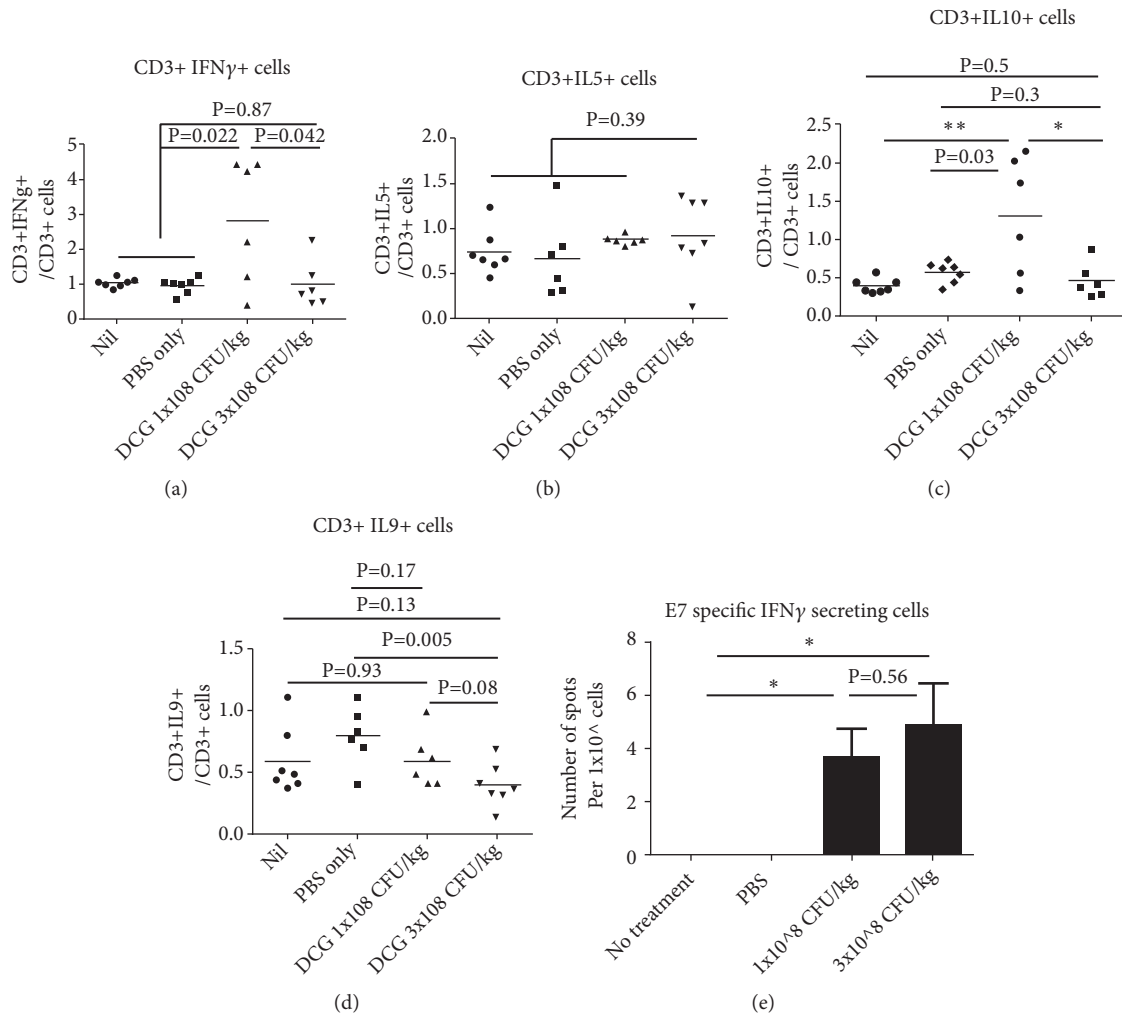 CD3+ IFNγ+ cells
P=0.87
P=0.022
P=0.042
CD3+IFNg+
/CD3+ cells
5
4
3
2
1
0
Nil
PBS only
DCG 1x108 CFU/kg
DCG 3x108 CFU/kg
(a)
CD3+IL5+ cells
P=0.39
CD3+IL5+
/CD3+ cells
2.0
1.5
1.0
0.5
0.0
Nil
PBS only
DCG 1x108 CFU/kg
DCG 3x108 CFU/kg
(b)
CD3+IL10+ cells
P=0.5
P=0.3
**
*
P=0.03
CD3+IL10+
/ CD3+ cells
2.5
2.0
1.5
1.0
0.5
0.0
Nil
PBS only
DCG 1x108 CFU/kg
DCG 3x108 CFU/kg
(c)
CD3+ IL9+ cells
P=0.17
P=0.13
P=0.005
P=0.93
P=0.08
CD3+IL9+
/CD3+ cells
1.5
1.0
0.5
0.0
Nil
PBS only
DCG 1x108 CFU/kg
DCG 3x108 CFU/kg
(d)
E7 specific IFNγ secreting cells
*
*
P=0.56
Number of spots
Per 1x10^ cells
8
6
4
2
0
No treatment
PBS
1x10^8 CFU/kg
3x10^8 CFU/kg
(e)